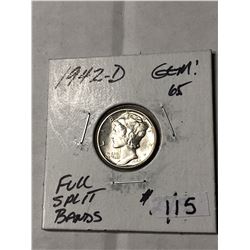 1942-D
GEM!
65
FULL
SPLIT
BANDS
$115